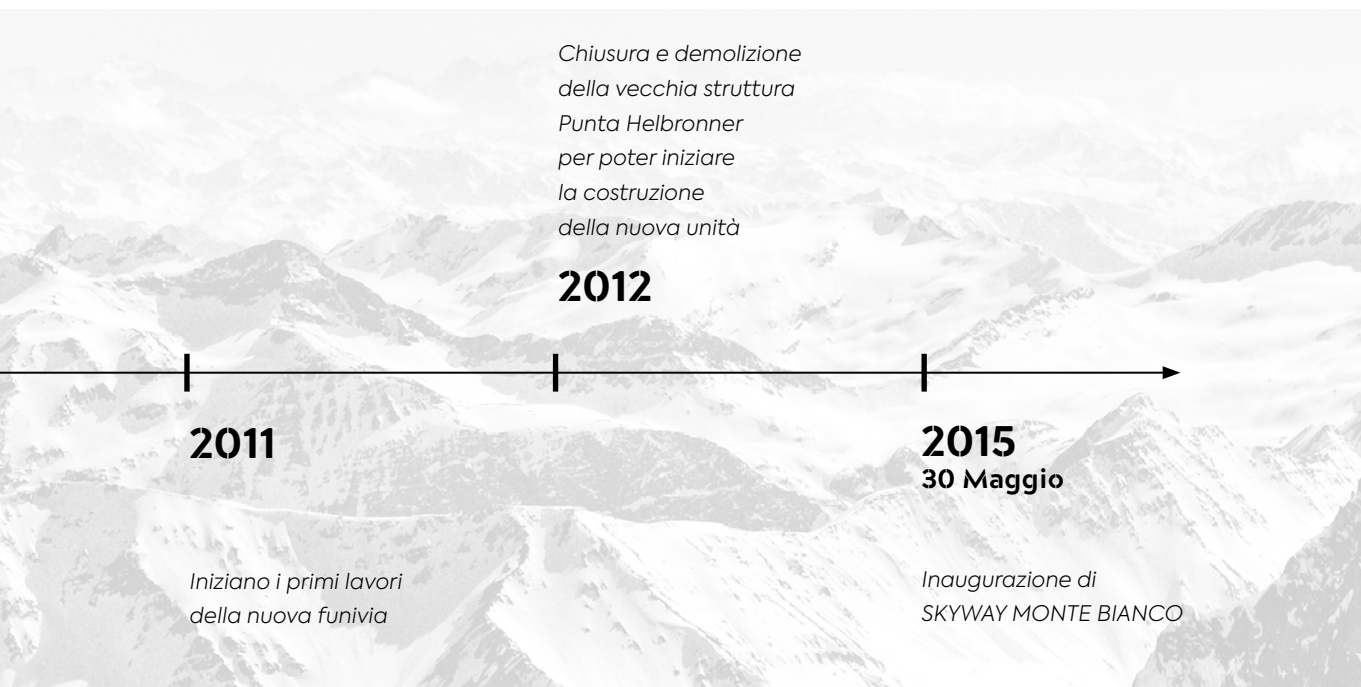 Chiusura e demolizione
della vecchia struttura
Punta Helbronner
per poter iniziare
la costruzione
della nuova unità
2012
2011
Iniziano i primi lavori
della nuova funivia
2015
30 Maggio
Inaugurazione di
SKYWAY MONTE BIANCO